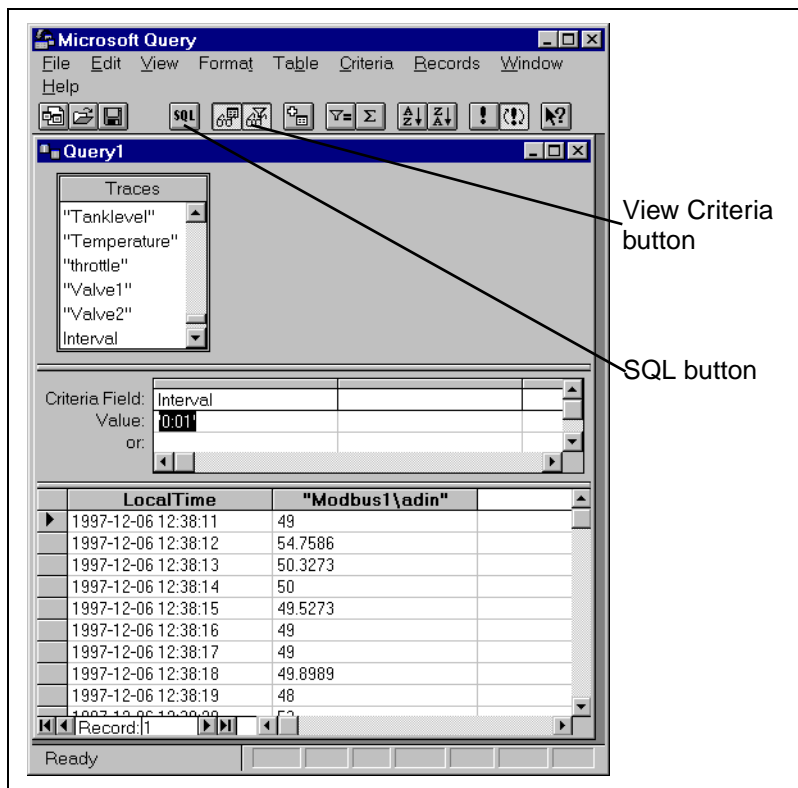 Microsoft Query
File Edit View Format Table Criteria Records Window
Help
SQL
Query1
Traces
"Tanklevel"
"Temperature"
"throttle"
"Valve1"
"Valve2"
Interval
View Criteria
button
SQL button
Criteria Field: Interval
Value: '0:01'
or:
LocalTime "Modbus1\adin"
1997-12-06 12:38:11 49
1997-12-06 12:38:12 54.7586
1997-12-06 12:38:13 50.3273
1997-12-06 12:38:14 50
1997-12-06 12:38:15 49.5273
1997-12-06 12:38:16 49
1997-12-06 12:38:17 49
1997-12-06 12:38:18 49.8989
1997-12-06 12:38:19 48
Record: 1
Ready